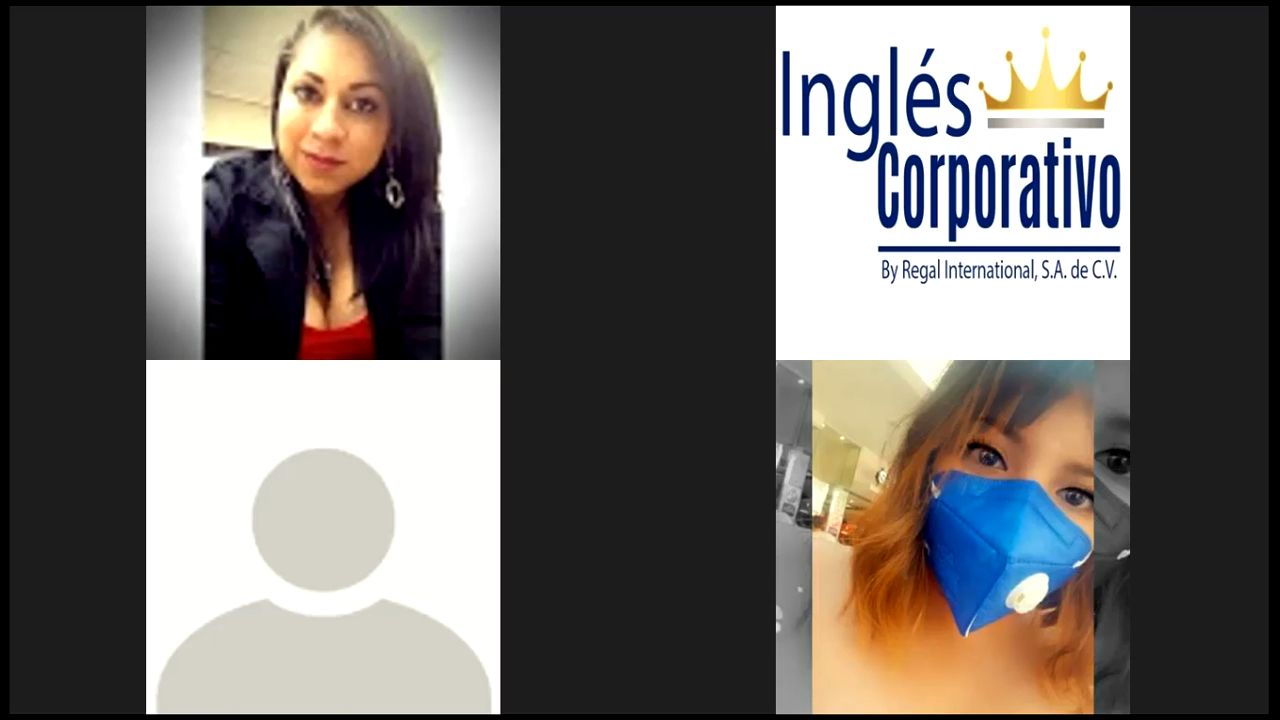 Inglés
Corporativo
By Regal International, S.A. de C.V.